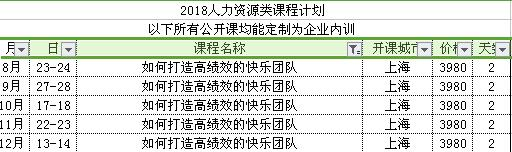 2018人力资源类课程计划
以下所有公开课均能定制为企业内训
月 日 课程名称 开课城市 价格 天数
8月 23-24 如何打造高绩效的快乐团队 上海 3980 2
9月 27-28 如何打造高绩效的快乐团队 上海 3980 2
10月 17-18 如何打造高绩效的快乐团队 上海 3980 2
11月 22-23 如何打造高绩效的快乐团队 上海 3980 2
12月 13-14 如何打造高绩效的快乐团队 上海 3980 2